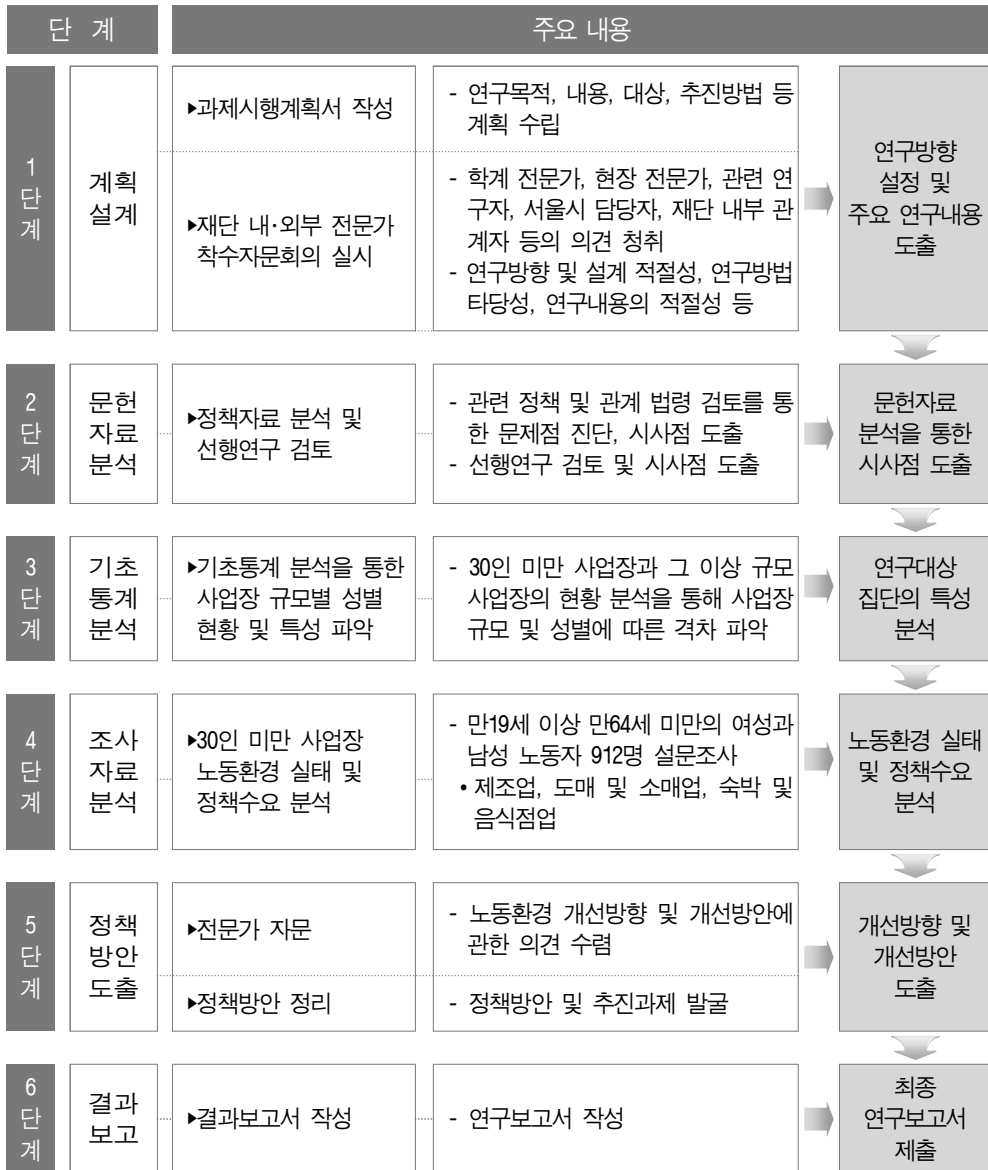 단 계
주요 내용
1
단
계
계획
설계
▶과제시행계획서 작성
- 연구목적, 내용, 대상, 추진방법 등
계획 수립
▶재단 내·외부 전문가
착수자문회의 실시
- 학계 전문가, 현장 전문가, 관련 연
구자, 서울시 담당자, 재단 내부 관
계자 등의 의견 청취
- 연구방향 및 설계 적절성, 연구방법
타당성, 연구내용의 적절성 등
연구방향
설정 및
주요 연구내용
도출
2
단
계
문헌
자료
분석
▶정책자료 분석 및
선행연구 검토
- 관련 정책 및 관계 법령 검토를 통
한 문제점 진단, 시사점 도출
- 선행연구 검토 및 시사점 도출
문헌자료
분석을 통한
시사점 도출
3
단
계
기초
통계
분석
▶기초통계 분석을 통한
사업장 규모별 성별
현황 및 특성 파악
- 30인 미만 사업장과 그 이상 규모
사업장의 현황 분석을 통해 사업장
규모 및 성별에 따른 격차 파악
연구대상
집단의 특성
분석
4
단
계
조사
자료
분석
▶30인 미만 사업장
노동환경 실태 및
정책수요 분석
- 만19세 이상 만64세 미만의 여성과
남성 노동자 912명 설문조사
• 제조업, 도매 및 소매업, 숙박 및
음식점업
노동환경 실태
및 정책수요
분석
5
단
계
정책
방안
도출
▶전문가 자문
- 노동환경 개선방향 및 개선방안에
관한 의견 수렴
▶정책방안 정리
- 정책방안 및 추진과제 발굴
개선방향 및
개선방안
도출
6
단
계
결과
보고
▶결과보고서 작성
- 연구보고서 작성
최종
연구보고서
제출